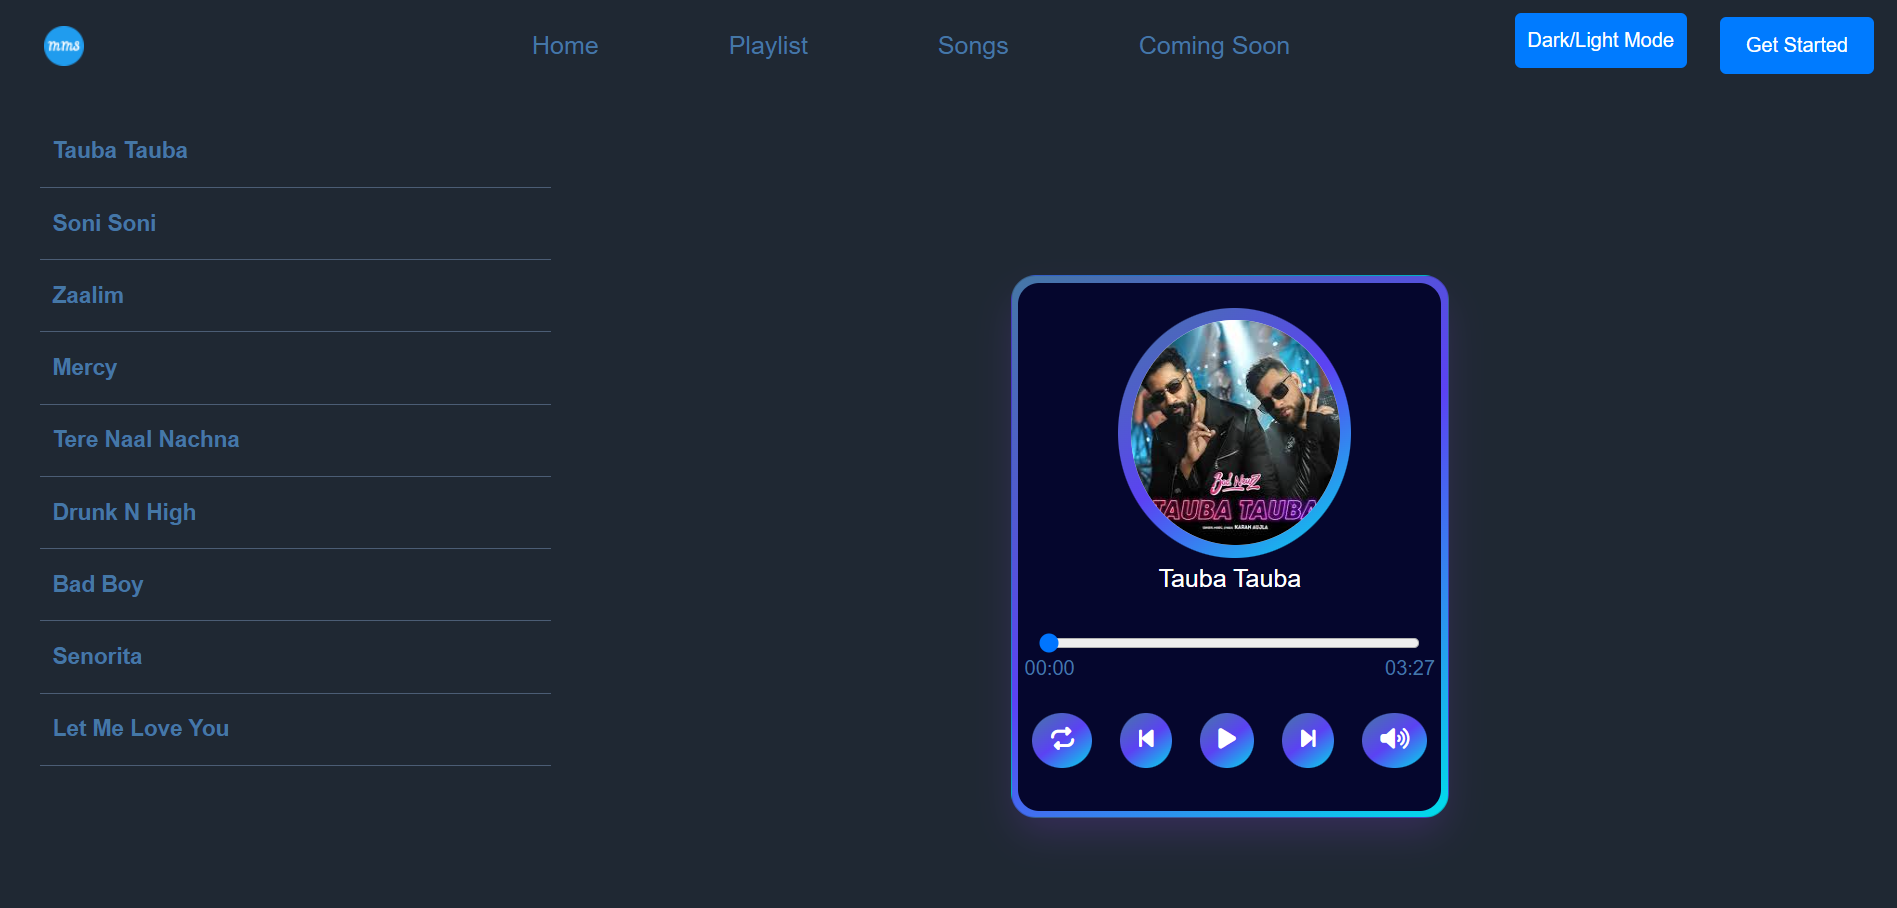 mms
Home
Playlist
Songs
Coming Soon
Dark/Light Mode
Get Started
Tauba Tauba
Soni Soni
Zaalim
Mercy
Tere Naal Nachna
Drunk N High
Bad Boy
Senorita
Let Me Love You
Bad Newz
TAUBA TAUBA
KARAN AUJLA
Tauba Tauba
00:00
03:27